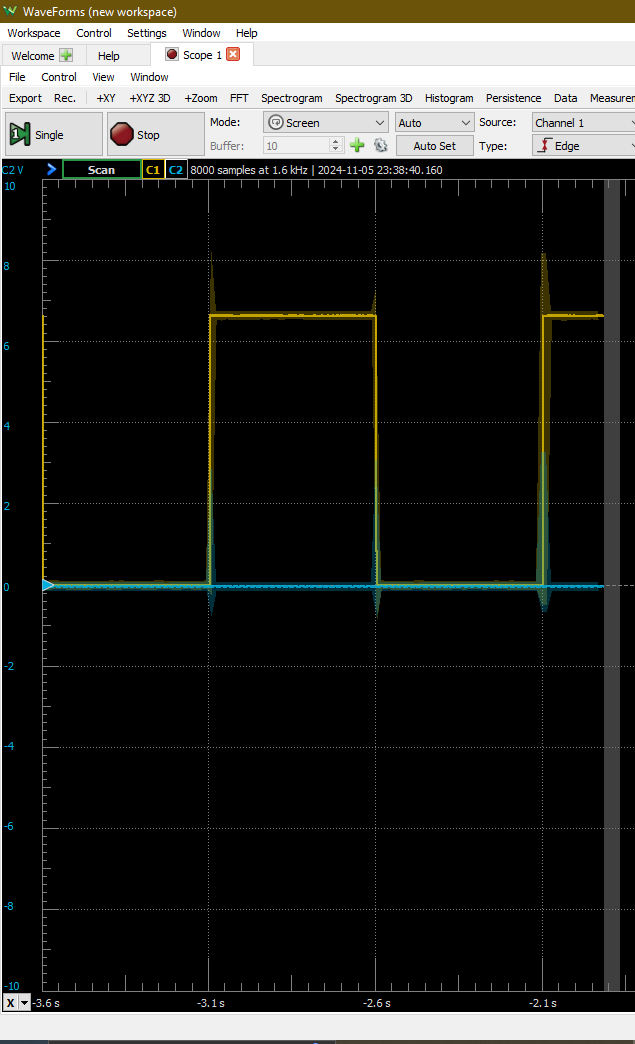 WaveForms (new workspace)
Workspace Control Settings Window Help
Welcome Help Scope 1
File Control View Window
Export Rec. +XY +XYZ 3D +Zoom FFT Spectrogram Spectrogram 3D Histogram Persistence Data Measurem
1 Single Stop Mode: Screen Auto Source: Channel 1
Buffer: 10 Auto Set Type: Edge
C2 V Scan C1 C2 8000 samples at 1.6 kHz | 2024-11-05 23:38:40.160
10
8
6
4
2
0
-2
-4
-6
-8
-10
X -3.6 s -3.1 s -2.6 s -2.1 s